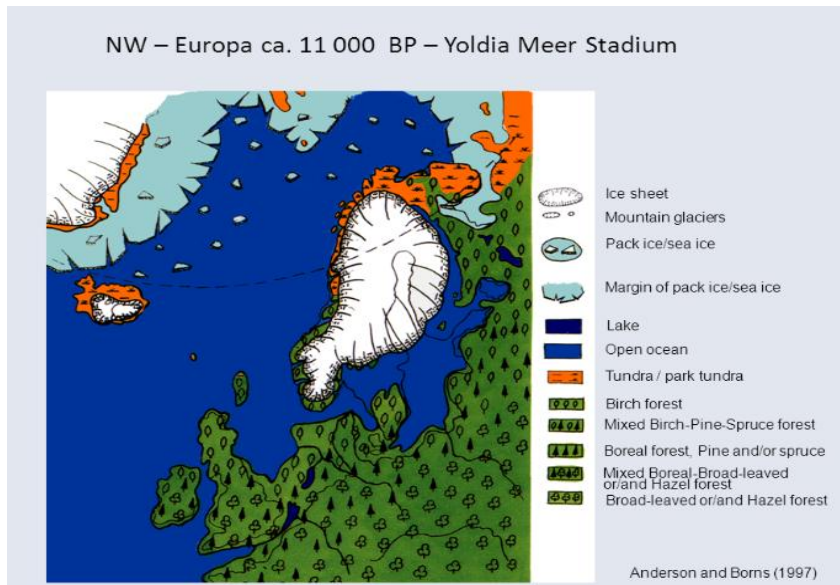 NW – Europa ca. 11 000 BP – Yoldia Meer Stadium
Ice sheet
Mountain glaciers
Pack ice/sea ice
Margin of pack ice/sea ice
Lake
Open ocean
Tundra / park tundra
Birch forest
Mixed Birch-Pine-Spruce forest
Boreal forest, Pine and/or spruce
Mixed Boreal-Broad-leaved
or/and Hazel forest
Broad-leaved or/and Hazel forest
Anderson and Borns (1997)